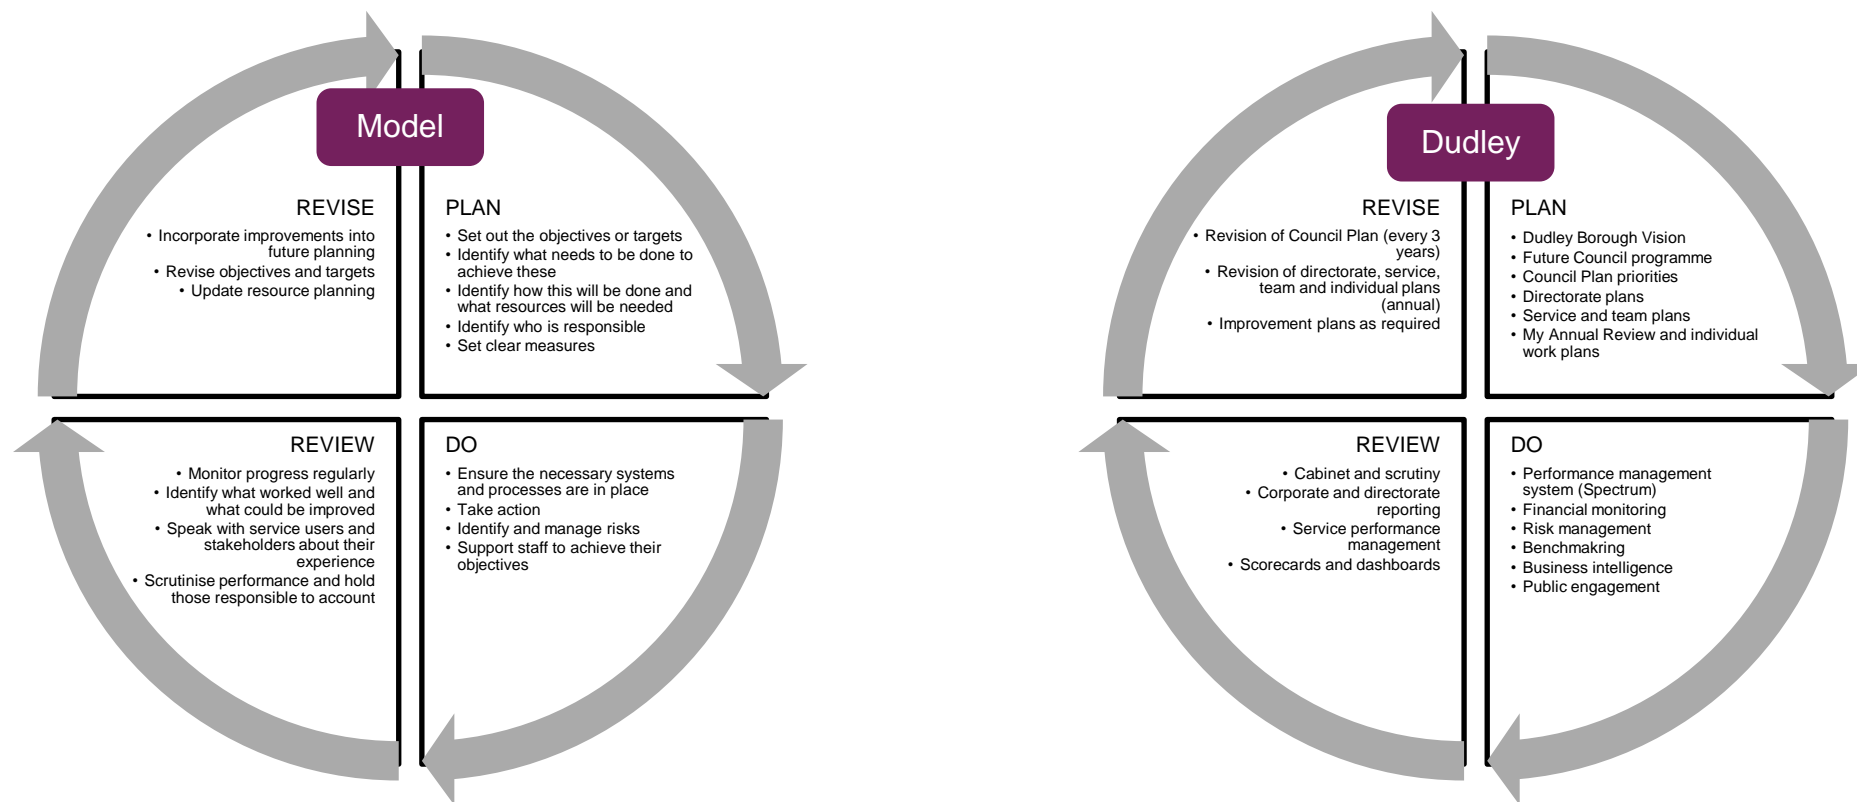 Model
REVISE
• Incorporate improvements into
future planning
• Revise objectives and targets
• Update resource planning
PLAN
• Set out the objectives or targets
• Identify what needs to be done to
achieve these
• Identify how this will be done and
what resources will be needed
• Identify who is responsible
• Set clear measures
REVIEW
• Monitor progress regularly
• Identify what worked well and
what could be improved
• Speak with service users and
stakeholders about their
experience
• Scrutinise performance and hold
those responsible to account
DO
• Ensure the necessary systems
and processes are in place
• Take action
• Identify and manage risks
• Support staff to achieve their
objectives
Dudley
REVISE
• Revision of Council Plan (every 3
years)
• Revision of directorate, service,
team and individual plans
(annual)
• Improvement plans as required
PLAN
• Dudley Borough Vision
• Future Council programme
• Council Plan priorities
• Directorate plans
• Service and team plans
• My Annual Review and individual
work plans
REVIEW
• Cabinet and scrutiny
• Corporate and directorate
reporting
• Service performance
management
• Scorecards and dashboards
DO
• Performance management
system (Spectrum)
• Financial monitoring
• Risk management
• Benchmakring
• Business intelligence
• Public engagement